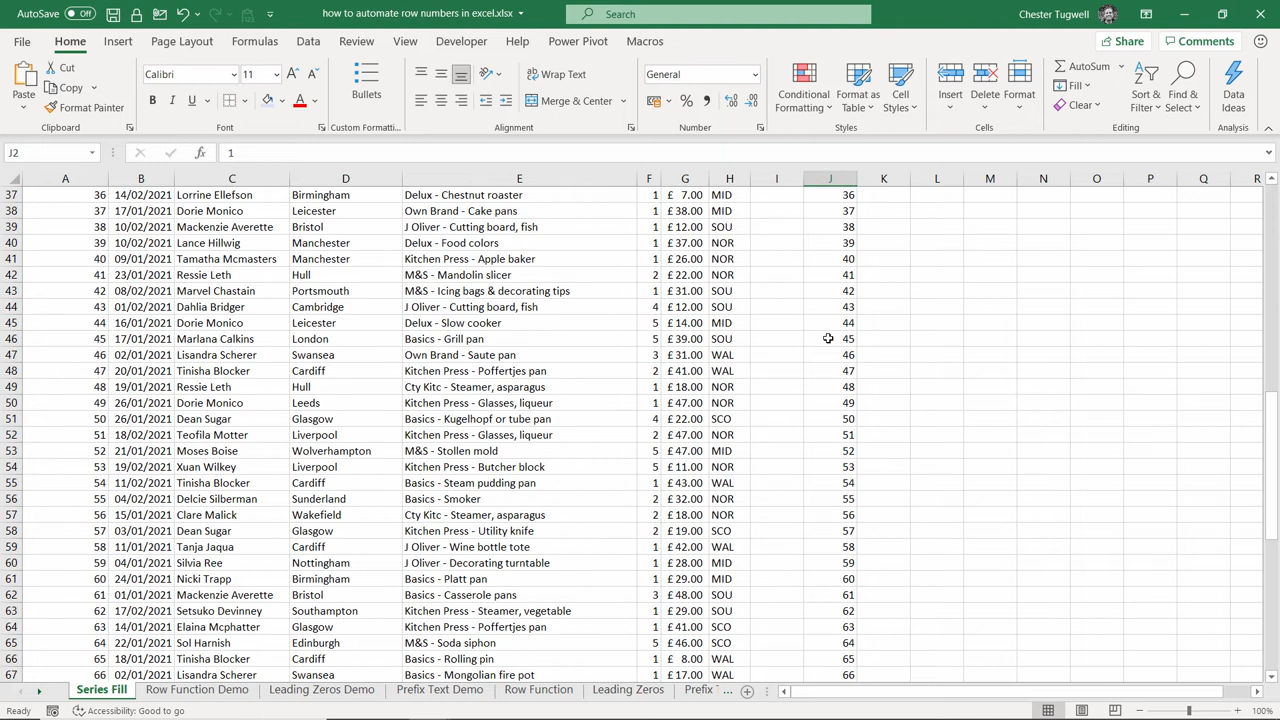 AutoSave Off how to automate row numbers in excel.xlsx Search Chester Tugwell
File Home Insert Page Layout Formulas Data Review View Developer Help Power Pivot Macros Share Comments
Paste Cut Copy Format Painter Calibri 11 B I U A Bullets Wrap Text Merge & Center General % , Conditional Formatting Format as Table Cell Styles Insert Delete Format AutoSum Fill Clear Sort & Filter Find & Select Data Ideas
Clipboard Font Custom Formatti... Alignment Number Styles Cells Editing Analysis
J2 fx 1
A B C D E F G H I J K L M N O P Q R
37 36 14/02/2021 Lorrine Ellefson Birmingham Delux - Chestnut roaster 1 £ 7.00 MID 36
38 37 17/01/2021 Dorie Monico Leicester Own Brand - Cake pans 1 £ 38.00 MID 37
39 38 10/02/2021 Mackenzie Averette Bristol J Oliver - Cutting board, fish 1 £ 12.00 SOU 38
40 39 10/02/2021 Lance Hillwig Manchester Delux - Food colors 1 £ 37.00 NOR 39
41 40 09/01/2021 Tamatha Mcmasters Manchester Kitchen Press - Apple baker 1 £ 26.00 NOR 40
42 41 23/01/2021 Ressie Leth Hull M&S - Mandolin slicer 2 £ 22.00 NOR 41
43 42 08/02/2021 Marvel Chastain Portsmouth M&S - Icing bags & decorating tips 1 £ 31.00 SOU 42
44 43 01/02/2021 Dahlia Bridger Cambridge J Oliver - Cutting board, fish 4 £ 12.00 SOU 43
45 44 16/01/2021 Dorie Monico Leicester Delux - Slow cooker 5 £ 14.00 MID 44
46 45 17/01/2021 Marlana Calkins London Basics - Grill pan 5 £ 39.00 SOU 45
47 46 02/01/2021 Lisandra Scherer Swansea Own Brand - Saute pan 3 £ 31.00 WAL 46
48 47 20/01/2021 Tinisha Blocker Cardiff Kitchen Press - Poffertjes pan 2 £ 41.00 WAL 47
49 48 19/01/2021 Ressie Leth Hull Cty Kitc - Steamer, asparagus 1 £ 18.00 NOR 48
50 49 26/01/2021 Dorie Monico Leeds Kitchen Press - Glasses, liqueur 1 £ 47.00 NOR 49
51 50 26/01/2021 Dean Sugar Glasgow Basics - Kugelhopf or tube pan 4 £ 22.00 SCO 50
52 51 18/02/2021 Teofila Motter Liverpool Kitchen Press - Glasses, liqueur 2 £ 47.00 NOR 51
53 52 21/01/2021 Moses Boise Wolverhampton M&S - Stollen mold 5 £ 47.00 MID 52
54 53 19/02/2021 Xuan Wilkey Liverpool Kitchen Press - Butcher block 5 £ 11.00 NOR 53
55 54 11/02/2021 Tinisha Blocker Cardiff Basics - Steam pudding pan 1 £ 43.00 WAL 54
56 55 04/02/2021 Delcie Silberman Sunderland Basics - Smoker 2 £ 32.00 NOR 55
57 56 15/01/2021 Clare Malick Wakefield Cty Kitc - Steamer, asparagus 2 £ 18.00 NOR 56
58 57 03/01/2021 Dean Sugar Glasgow Kitchen Press - Utility knife 2 £ 19.00 SCO 57
59 58 11/01/2021 Tanja Jaqua Cardiff J Oliver - Wine bottle tote 1 £ 42.00 WAL 58
60 59 04/01/2021 Silvia Ree Nottingham J Oliver - Decorating turntable 1 £ 28.00 MID 59
61 60 24/01/2021 Nicki Trapp Birmingham Basics - Platt pan 1 £ 29.00 MID 60
62 61 01/01/2021 Mackenzie Averette Bristol Basics - Casserole pans 3 £ 48.00 SOU 61
63 62 17/02/2021 Setsuko Devinney Southampton Kitchen Press - Steamer, vegetable 1 £ 29.00 SOU 62
64 63 14/01/2021 Elaina Mcphatter Glasgow Kitchen Press - Poffertjes pan 1 £ 41.00 SCO 63
65 64 22/01/2021 Sol Harnish Edinburgh M&S - Soda siphon 5 £ 46.00 SCO 64
66 65 18/01/2021 Tinisha Blocker Cardiff Basics - Rolling pin 1 £ 8.00 WAL 65
67 66 02/01/2021 Lisandra Scherer Swansea Basics - Mongolian fire pot 1 £ 17.00 WAL 66
Series Fill Row Function Demo Leading Zeros Demo Prefix Text Demo Row Function Leading Zeros Prefix ...
Ready Accessibility: Good to go 100%